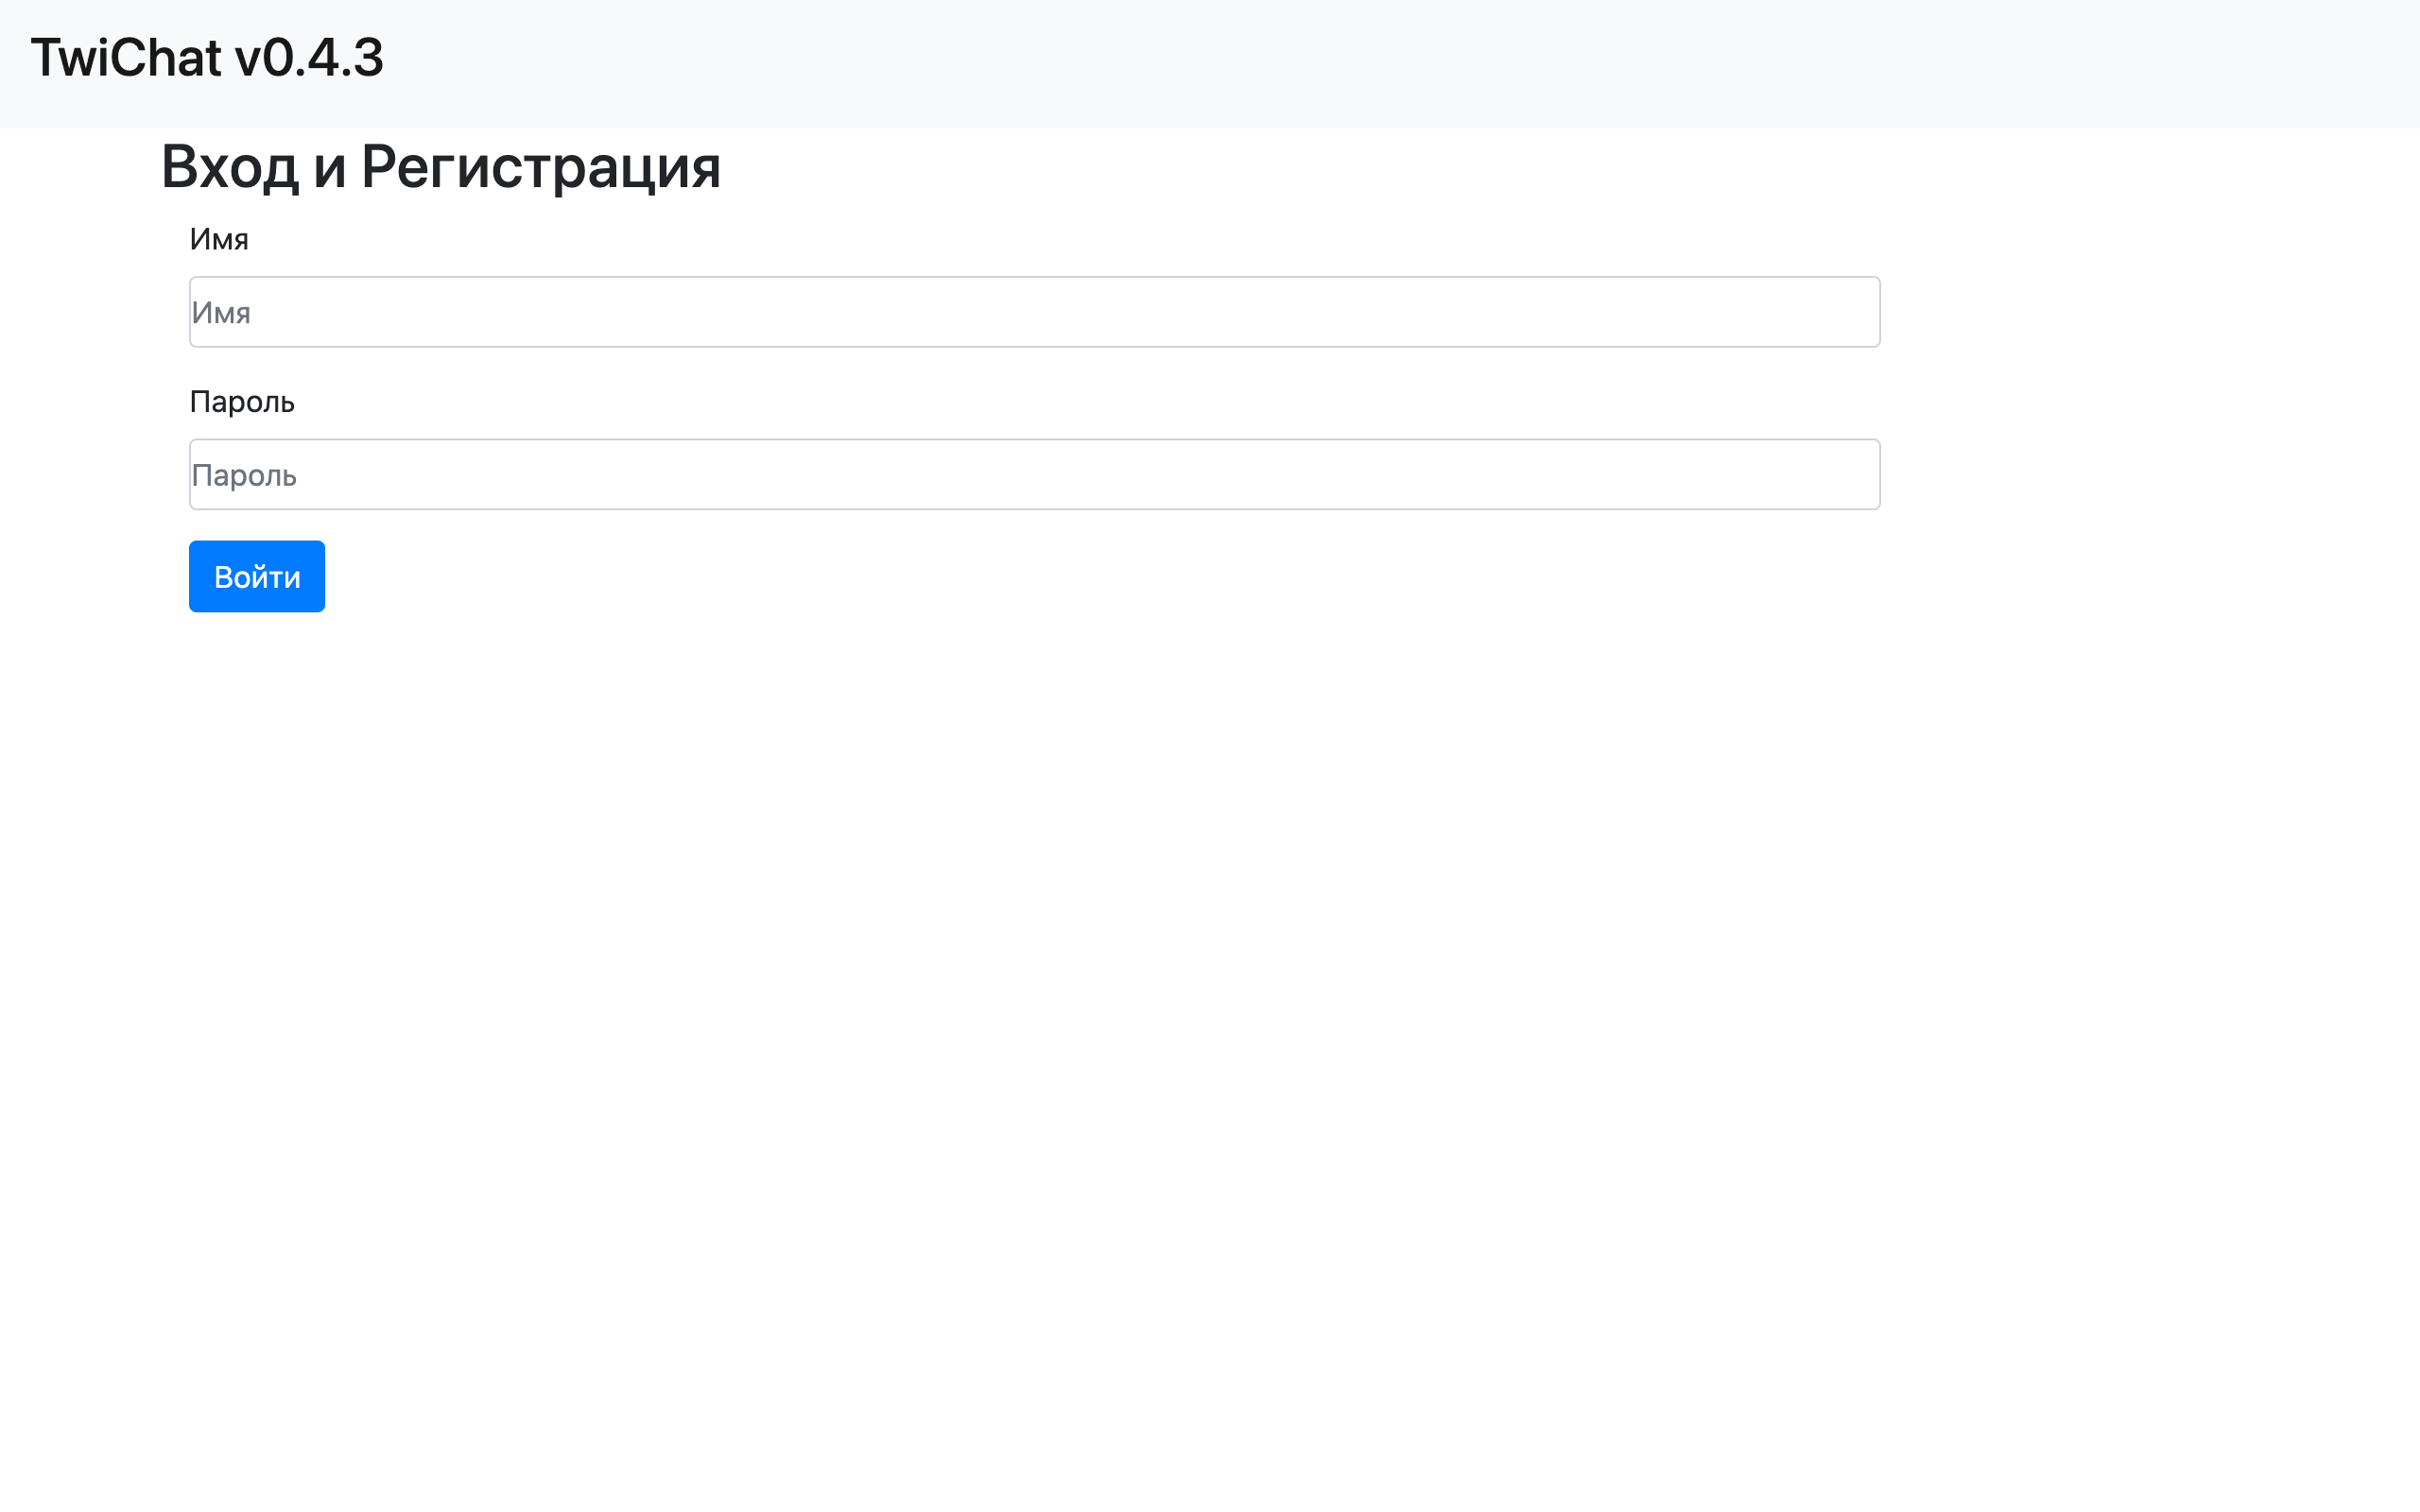 TwiChat v0.4.3
Вход и Регистрация
Имя
Имя
Пароль
Пароль
Войти